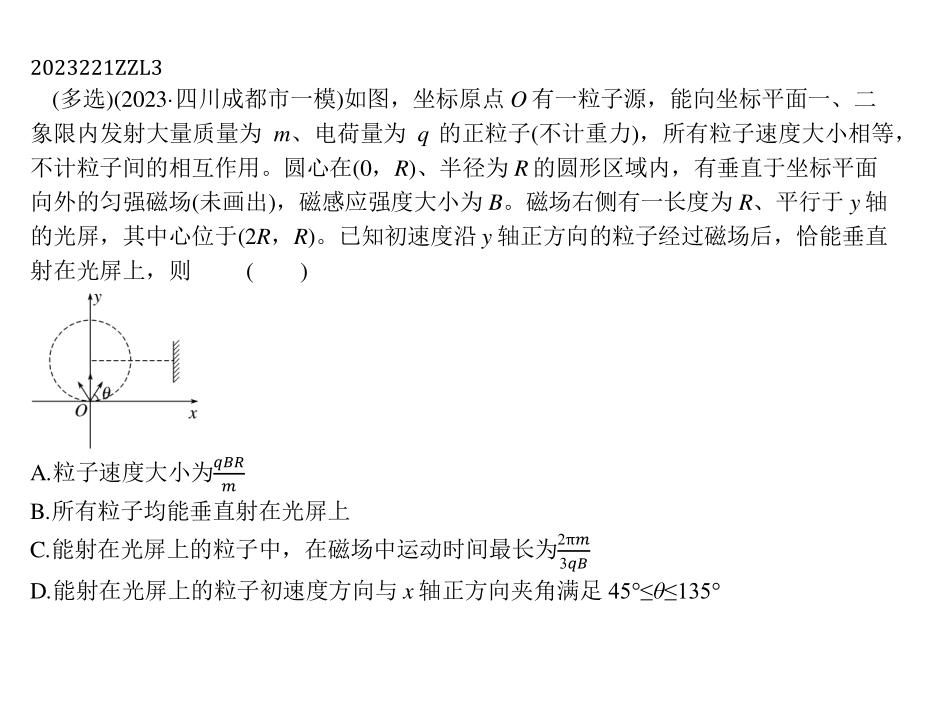 2023221ZZL3
(多选)(2023·四川成都市一模)如图，坐标原点 O 有一粒子源，能向坐标平面一、二
象限内发射大量质量为 m、电荷量为 q 的正粒子(不计重力)，所有粒子速度大小相等，
不计粒子间的相互作用。圆心在(0，R)、半径为 R 的圆形区域内，有垂直于坐标平面
向外的匀强磁场(未画出)，磁感应强度大小为 B。磁场右侧有一长度为 R、平行于 y 轴
的光屏，其中心位于(2R，R)。已知初速度沿 y 轴正方向的粒子经过磁场后，恰能垂直
射在光屏上，则 ( )
y
θ
O
x
A.粒子速度大小为qBR/m
B.所有粒子均能垂直射在光屏上
C.能射在光屏上的粒子中，在磁场中运动时间最长为2πm/3qB
D.能射在光屏上的粒子初速度方向与 x 轴正方向夹角满足 45°≤θ≤135°